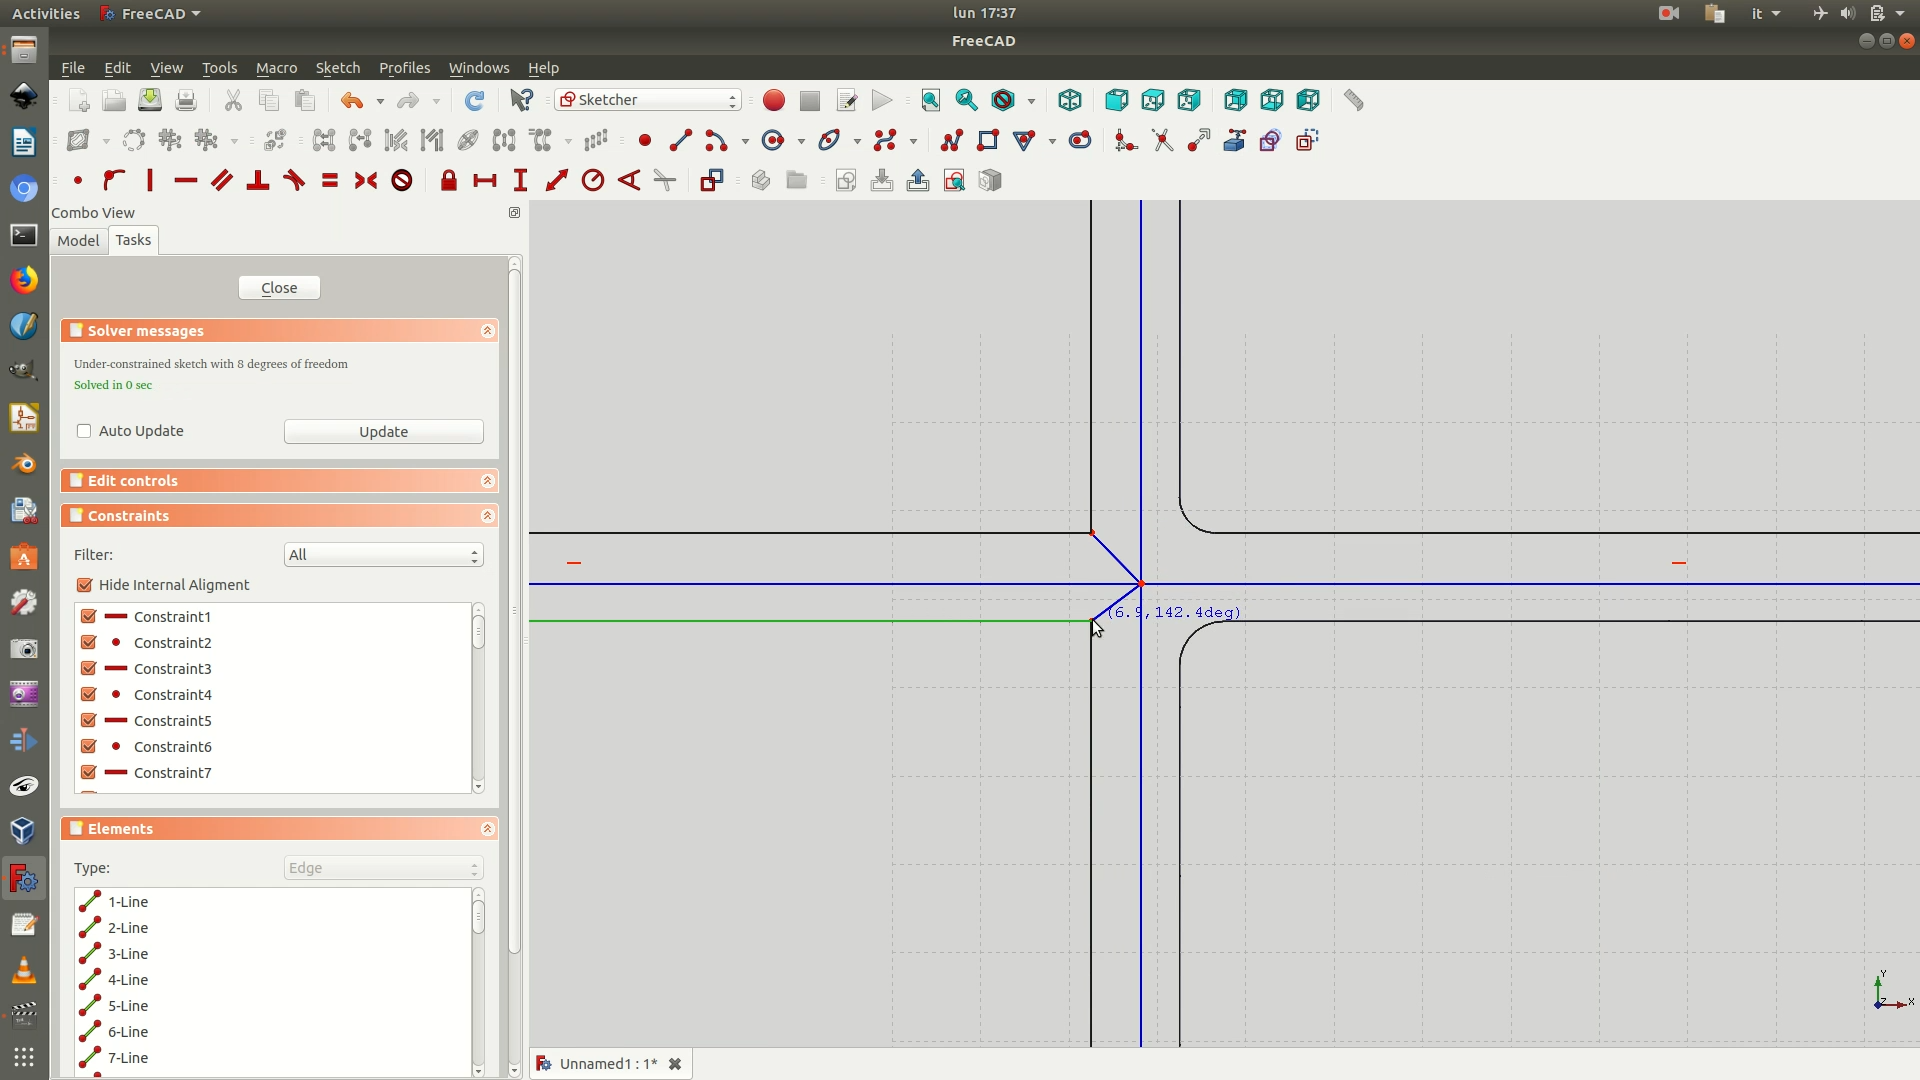 Activities
FreeCAD
lun 17:37
it
FreeCAD
File
Edit
View
Tools
Macro
Sketch
Profiles
Windows
Help
Sketcher
Combo View
Model
Tasks
Close
Solver messages
Under-constrained sketch with 8 degrees of freedom
Solved in 0 sec
Auto Update
Update
Edit controls
Constraints
Filter:
All
Hide Internal Aligment
Constraint1
Constraint2
Constraint3
Constraint4
Constraint5
Constraint6
Constraint7
Elements
Type:
Edge
1-Line
2-Line
3-Line
4-Line
5-Line
6-Line
7-Line
(6.9,142.4deg)
Y
Z
X
Unnamed1 : 1*